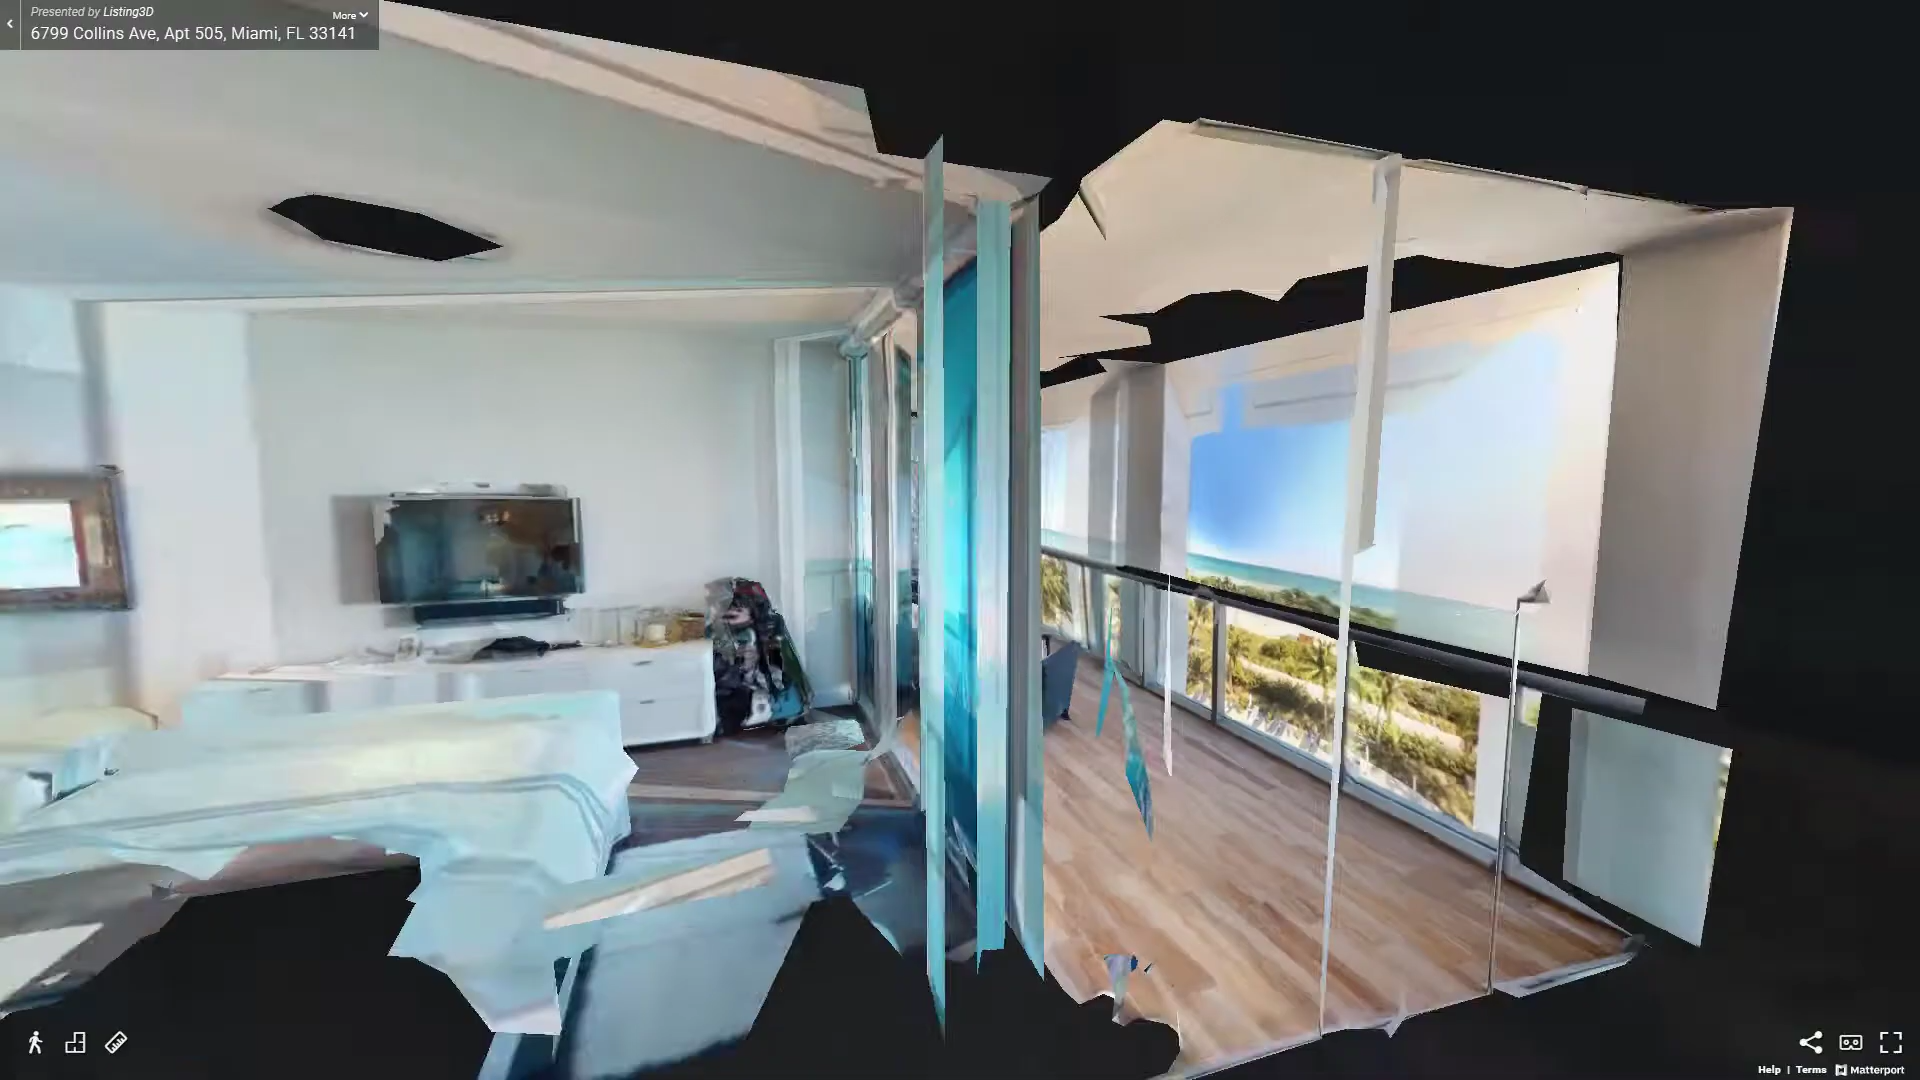 Presented by Listing3D
More
6799 Collins Ave, Apt 505, Miami, FL 33141
Help | Terms Matterport